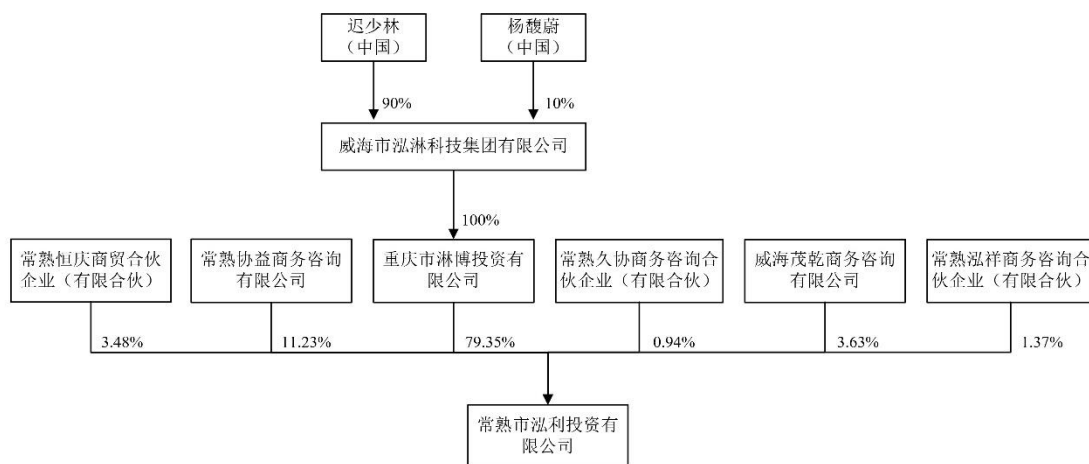 迟少林
（中国）
杨馥蔚
（中国）
90%
10%
威海市泓淋科技集团有限公司
100%
常熟恒庆商贸合伙
企业（有限合伙）
常熟协益商务咨询
有限公司
重庆市淋博投资有
限公司
常熟久协商务咨询合
伙企业（有限合伙）
威海茂乾商务咨询
有限公司
常熟泓祥商务咨询合
伙企业（有限合伙）
3.48%
11.23%
79.35%
0.94%
3.63%
1.37%
常熟市泓利投资有
限公司